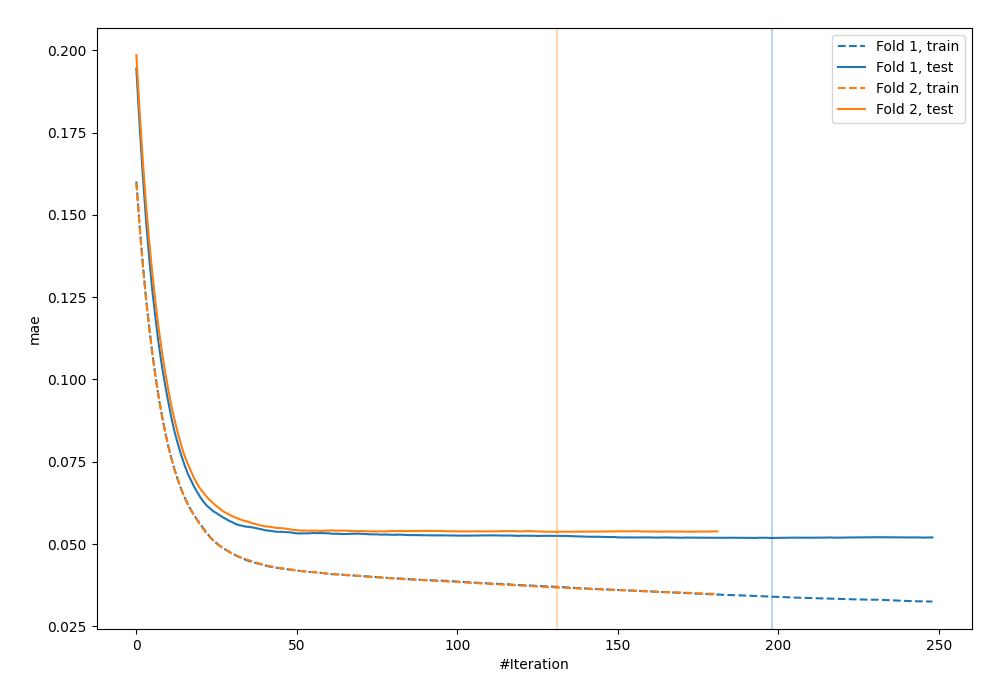 0.200
0.175
0.150
0.125
0.100
0.075
0.050
0.025
mae
0
50
100
150
200
250
#Iteration
Fold 1, train
Fold 1, test
Fold 2, train
Fold 2, test